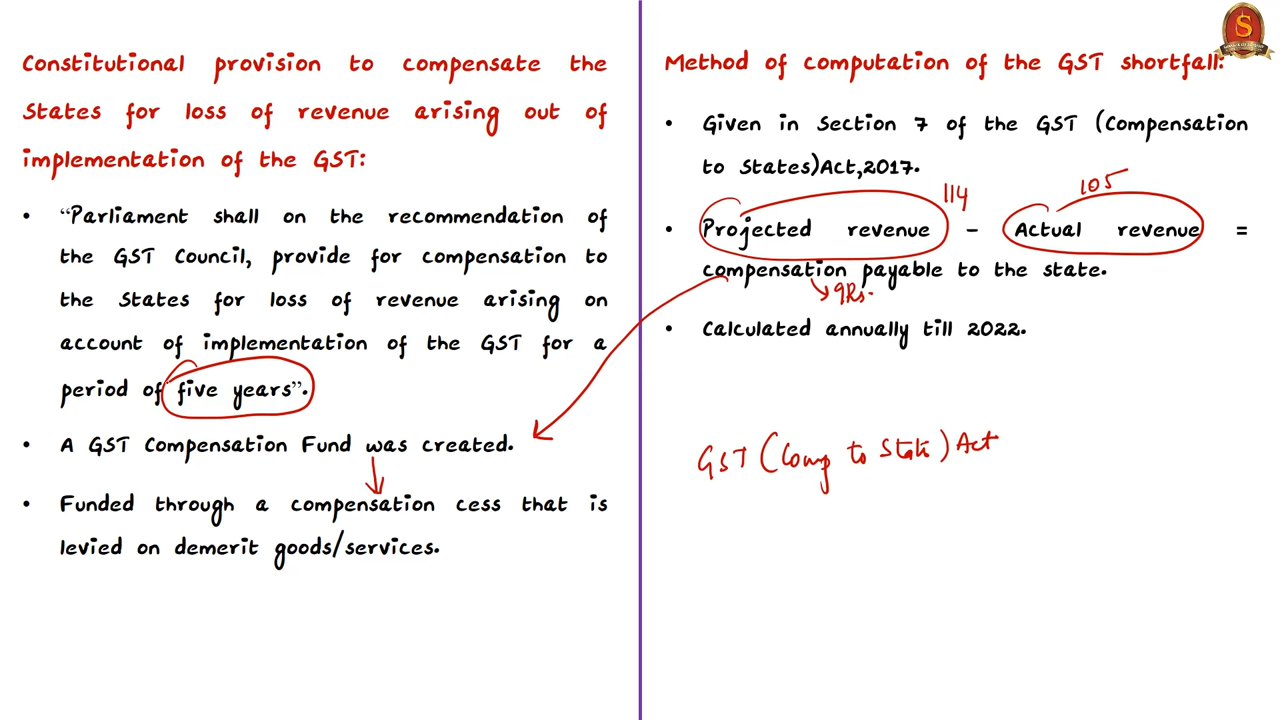 Constitutional provision to compensate the
States for loss of revenue arising out of
implementation of the GST:
• “Parliament shall on the recommendation of
the GST Council, provide for compensation to
the States for loss of revenue arising on
account of implementation of the GST for a
period of five years”.
• A GST Compensation Fund was created.
• Funded through a compensation cess that is
levied on demerit goods/services.
Method of computation of the GST shortfall:
• Given in Section 7 of the GST (Compensation
to States)Act,2017.
114
105
• Projected revenue - Actual revenue =
compensation payable to the state.
9Rs.
• Calculated annually till 2022.
GST (Comp to State) Act
S